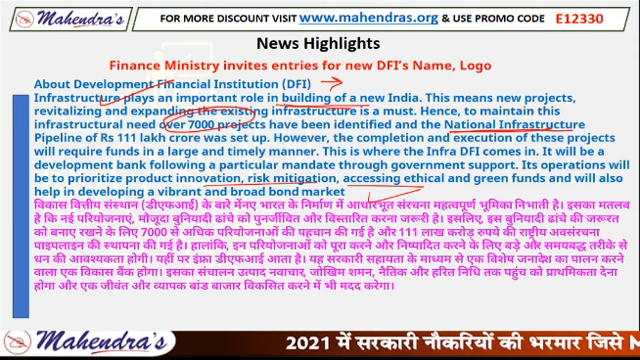 Mahendra's
FOR MORE DISCOUNT VISIT www.mahendras.org & USE PROMO CODE E12330
News Highlights
Finance Ministry invites entries for new DFI's Name, Logo
About Development Financial Institution (DFI)
Infrastructure plays an important role in building of a new India. This means new projects,
revitalizing and expanding the existing infrastructure is a must. Hence, to maintain this
infrastructural need over 7000 projects have been identified and the National Infrastructure
Pipeline of Rs 111 lakh crore was set up. However, the completion and execution of these projects
will require funds in a large and timely manner. This is where the Infra DFI comes in. It will be a
development bank following a particular mandate through government support. Its operations will
be to prioritize product innovation, risk mitigation, accessing ethical and green funds and will also
help in developing a vibrant and broad bond market
विकास वित्तीय संस्थान (डीएफआई) के बारे मेंनए भारत के निर्माण में आधारभूत संरचना महत्वपूर्ण भूमिका निभाती है। इसका मतलब
है कि नई परियोजनाएं, मौजूदा बुनियादी ढांचे को पुनर्जीवित और विस्तारित करना जरूरी है। इसलिए, इस बुनियादी ढांचे की जरूरत
को बनाए रखने के लिए 7000 से अधिक परियोजनाओं की पहचान की गई है और 111 लाख करोड़ रुपये की राष्ट्रीय अवसंरचना
पाइपलाइन की स्थापना की गई है। हालांकि, इन परियोजनाओं को पूरा करने और निष्पादित करने के लिए बड़े और समयबद्ध तरीके से
धन की आवश्यकता होगी। यहीं पर इंफ्रा डीएफआई आता है। यह सरकारी सहायता के माध्यम से एक विशेष जनादेश का पालन करने
वाला एक विकास बैंक होगा। इसका संचालन उत्पाद नवाचार, जोखिम शमन, नैतिक और हरित निधि तक पहुंच को प्राथमिकता देना
होगा और एक जीवंत और व्यापक बांड बाजार विकसित करने में भी मदद करेगा।
Mahendra's 2021 में सरकारी नौकरियों की भरमार जिसे